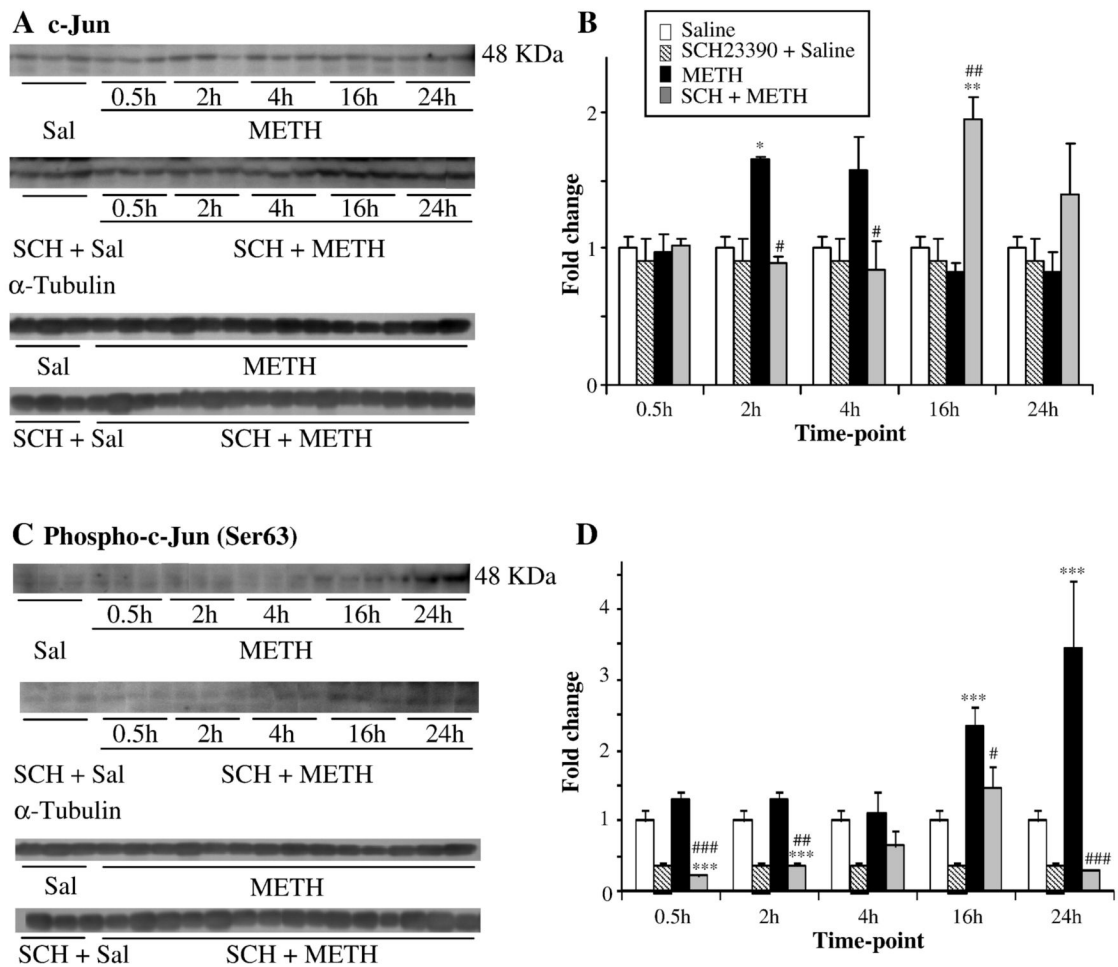 A c-Jun
48 KDa
0.5h 2h 4h 16h 24h
Sal METH
0.5h 2h 4h 16h 24h
SCH + Sal SCH + METH
α-Tubulin
Sal METH
SCH + Sal SCH + METH
B
Saline
SCH23390 + Saline
METH
SCH + METH
Fold change
2
1
0
*
#
#
##
**
0.5h 2h 4h 16h 24h
Time-point
C Phospho-c-Jun (Ser63)
48 KDa
0.5h 2h 4h 16h 24h
Sal METH
0.5h 2h 4h 16h 24h
SCH + Sal SCH + METH
α-Tubulin
Sal METH
SCH + Sal SCH + METH
D
Fold change
4
3
2
1
0
###
***
##
***
***
#
***
###
0.5h 2h 4h 16h 24h
Time-point